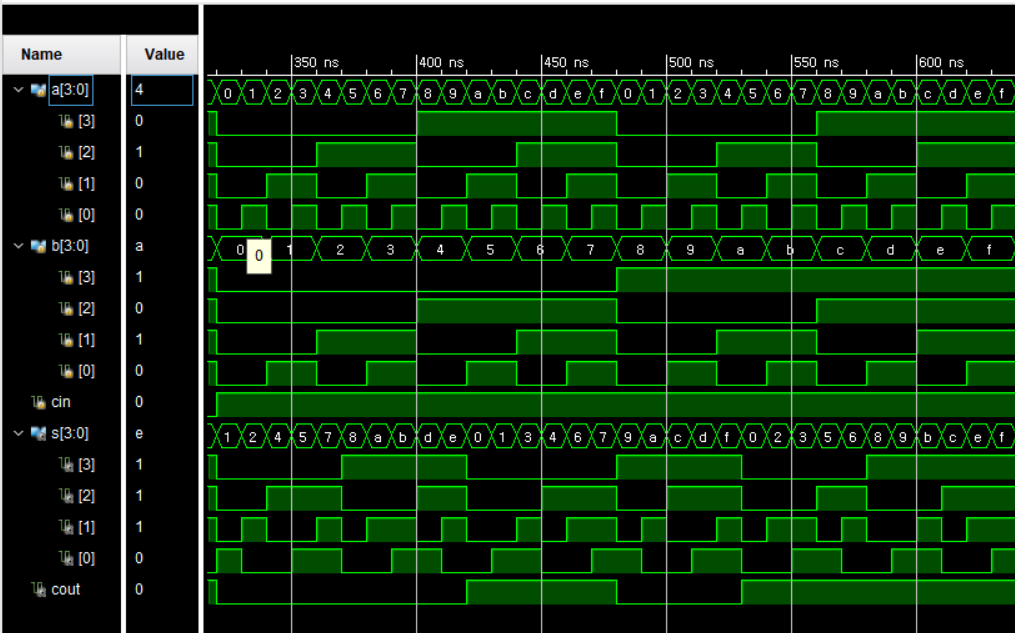 Name Value
350 ns 400 ns 450 ns 500 ns 550 ns 600 ns
a[3:0] 4 0 1 2 3 4 5 6 7 8 9 a b c d e f 0 1 2 3 4 5 6 7 8 9 a b c d e f
[3] 0
[2] 1
[1] 0
[0] 0
b[3:0] a 0 1 2 3 4 5 6 7 8 9 a b c d e f
0
[3] 1
[2] 0
[1] 1
[0] 0
cin 0
s[3:0] e 1 2 4 5 7 8 a b d e 0 1 3 4 6 7 9 a c d f 0 2 3 5 6 8 9 b c e f
[3] 1
[2] 1
[1] 1
[0] 0
cout 0